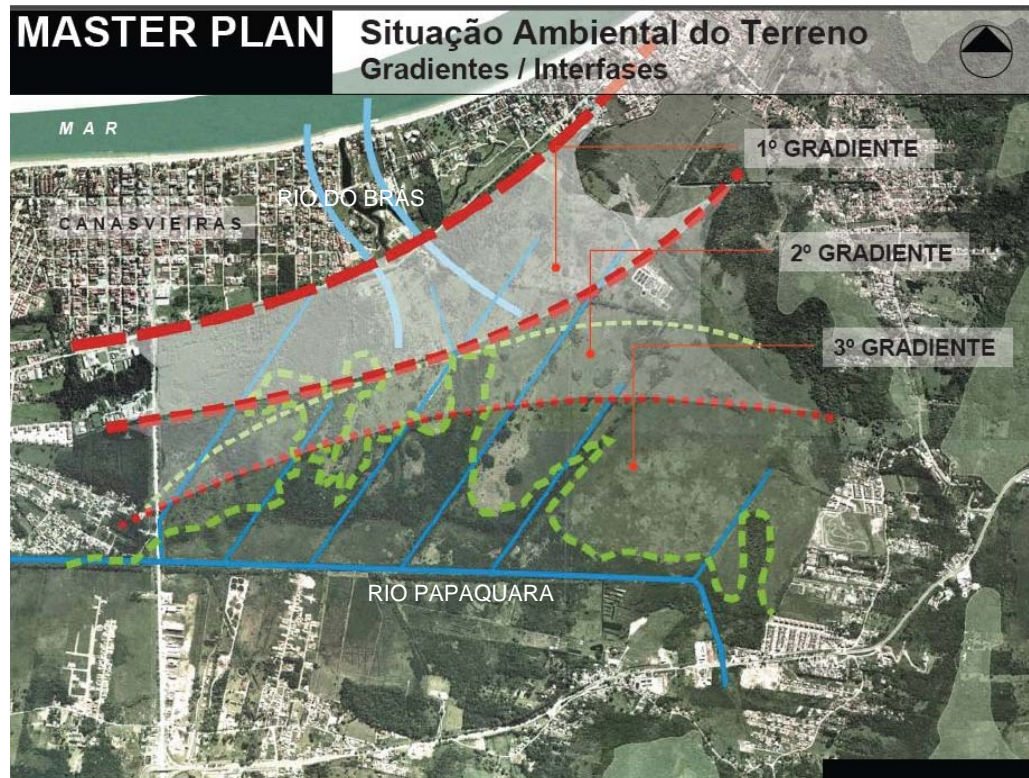 MASTER PLAN
Situação Ambiental do Terreno
Gradientes / Interfases
MAR
1º GRADIENTE
RIO DO BRAS
CANASVIEIRAS
2º GRADIENTE
3º GRADIENTE
RIO PAPAQUARA